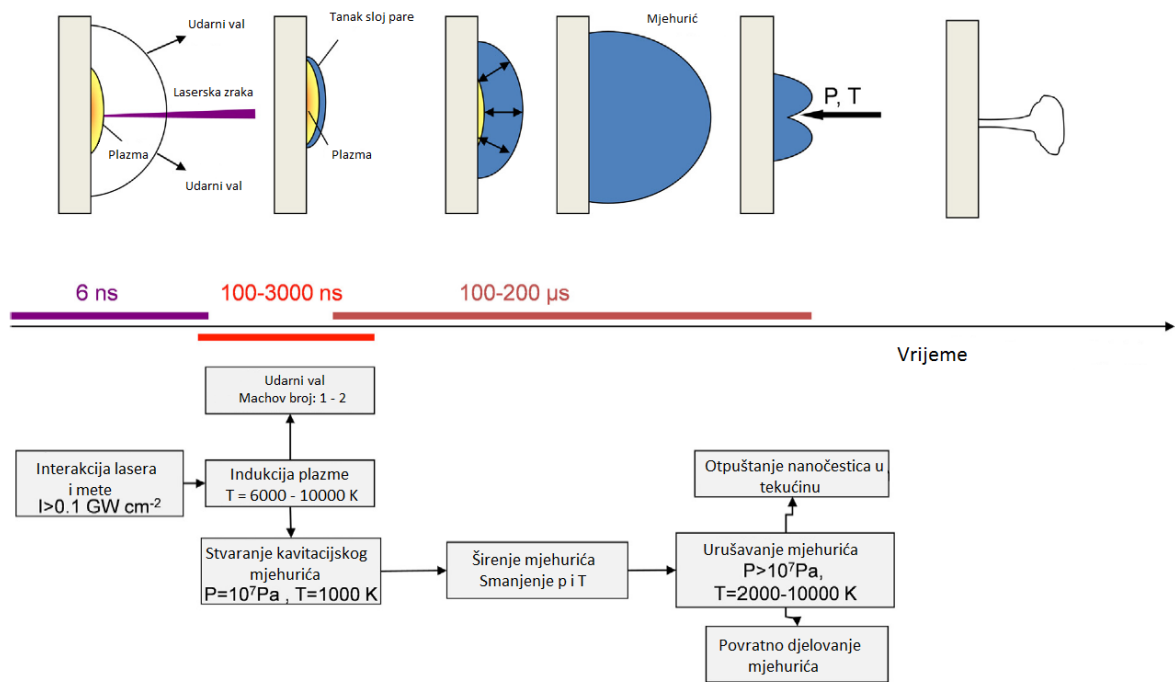 Udarni val
Laserska zraka
Plazma
Udarni val
Tanak sloj pare
Plazma
Mjehurić
P, T
6 ns
100-3000 ns
100-200 µs
Vrijeme
Udarni val
Machov broj: 1 - 2
Interakcija lasera
i mete
I>0.1 GW cm⁻²
Indukcija plazme
T = 6000 - 10000 K
Stvaranje kavitacijskog
mjehurića
P=10⁷Pa , T=1000 K
Širenje mjehurića
Smanjenje p i T
Otpuštanje nanočestica u
tekućinu
Urušavanje mjehurića
P>10⁷Pa,
T=2000-10000 K
Povratno djelovanje
mjehurića